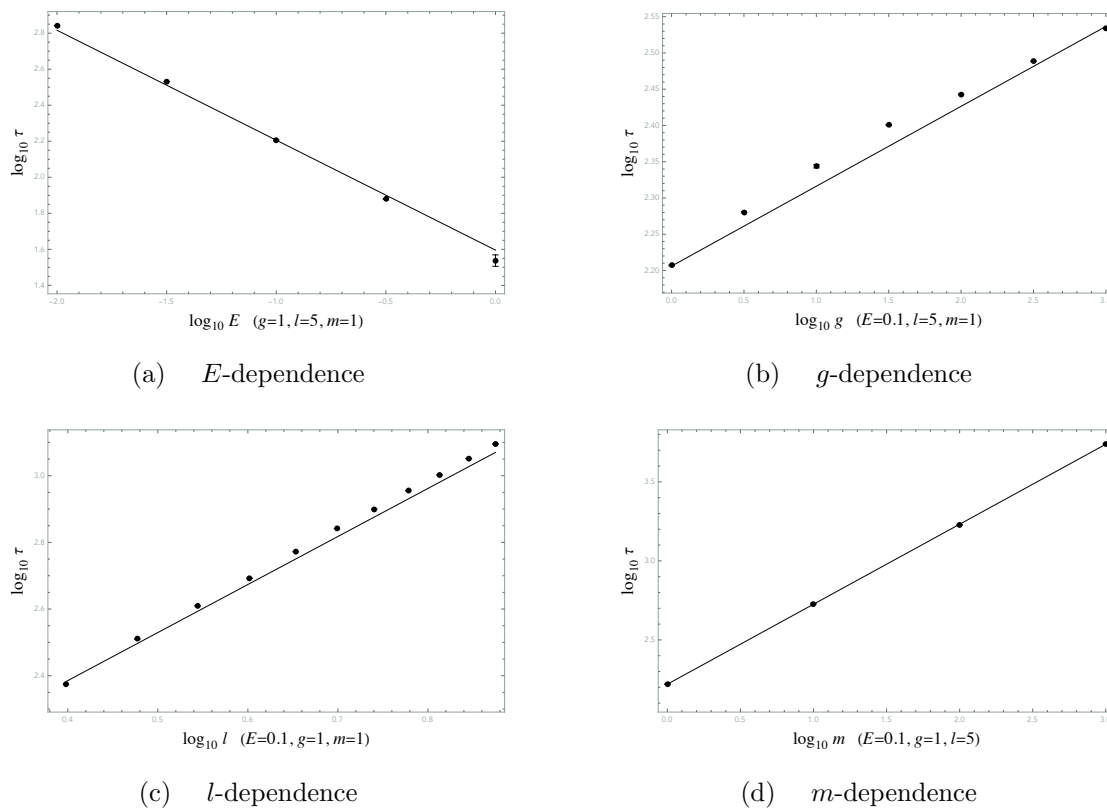 2.8
2.6
2.4
2.2
2.0
1.8
1.6
1.4
log₁₀ τ
−2.0 −1.5 −1.0 −0.5 0.0
log₁₀ E (g=1, l=5, m=1)
(a) E-dependence
2.55
2.50
2.45
2.40
2.35
2.30
2.25
2.20
log₁₀ τ
0.0 0.5 1.0 1.5 2.0 2.5 3.0
log₁₀ g (E=0.1, l=5, m=1)
(b) g-dependence
3.0
2.8
2.6
2.4
log₁₀ τ
0.4 0.5 0.6 0.7 0.8
log₁₀ l (E=0.1, g=1, m=1)
(c) l-dependence
3.5
3.0
2.5
log₁₀ τ
0.0 0.5 1.0 1.5 2.0 2.5 3.0
log₁₀ m (E=0.1, g=1, l=5)
(d) m-dependence